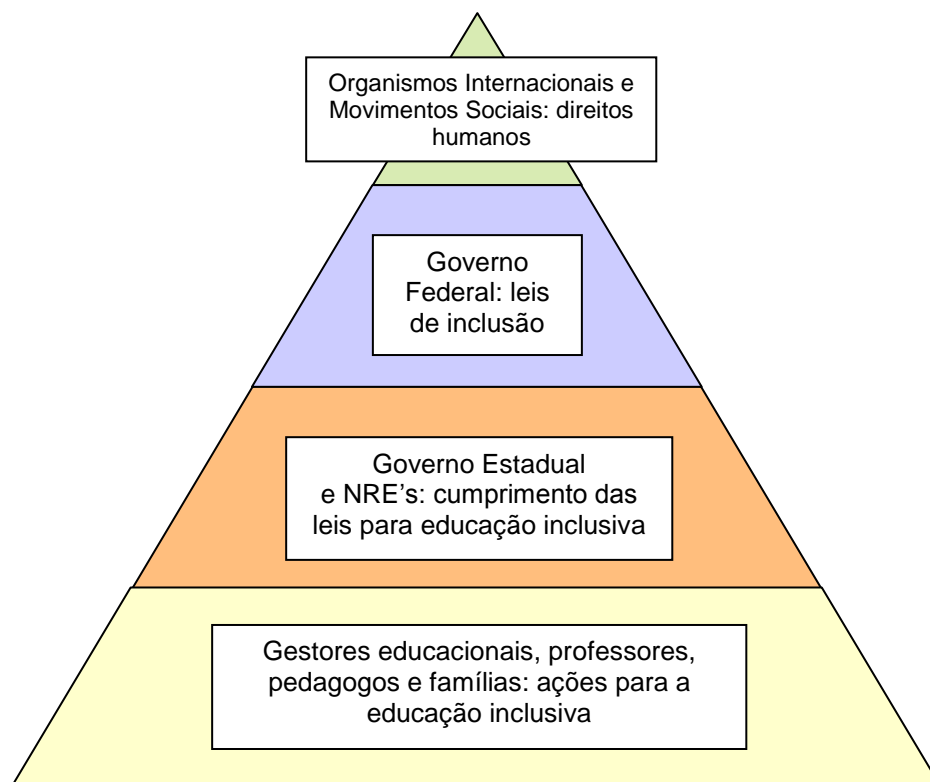 Organismos Internacionais e
Movimentos Sociais: direitos
humanos
Governo
Federal: leis
de inclusão
Governo Estadual
e NRE’s: cumprimento das
leis para educação inclusiva
Gestores educacionais, professores,
pedagogos e famílias: ações para a
educação inclusiva